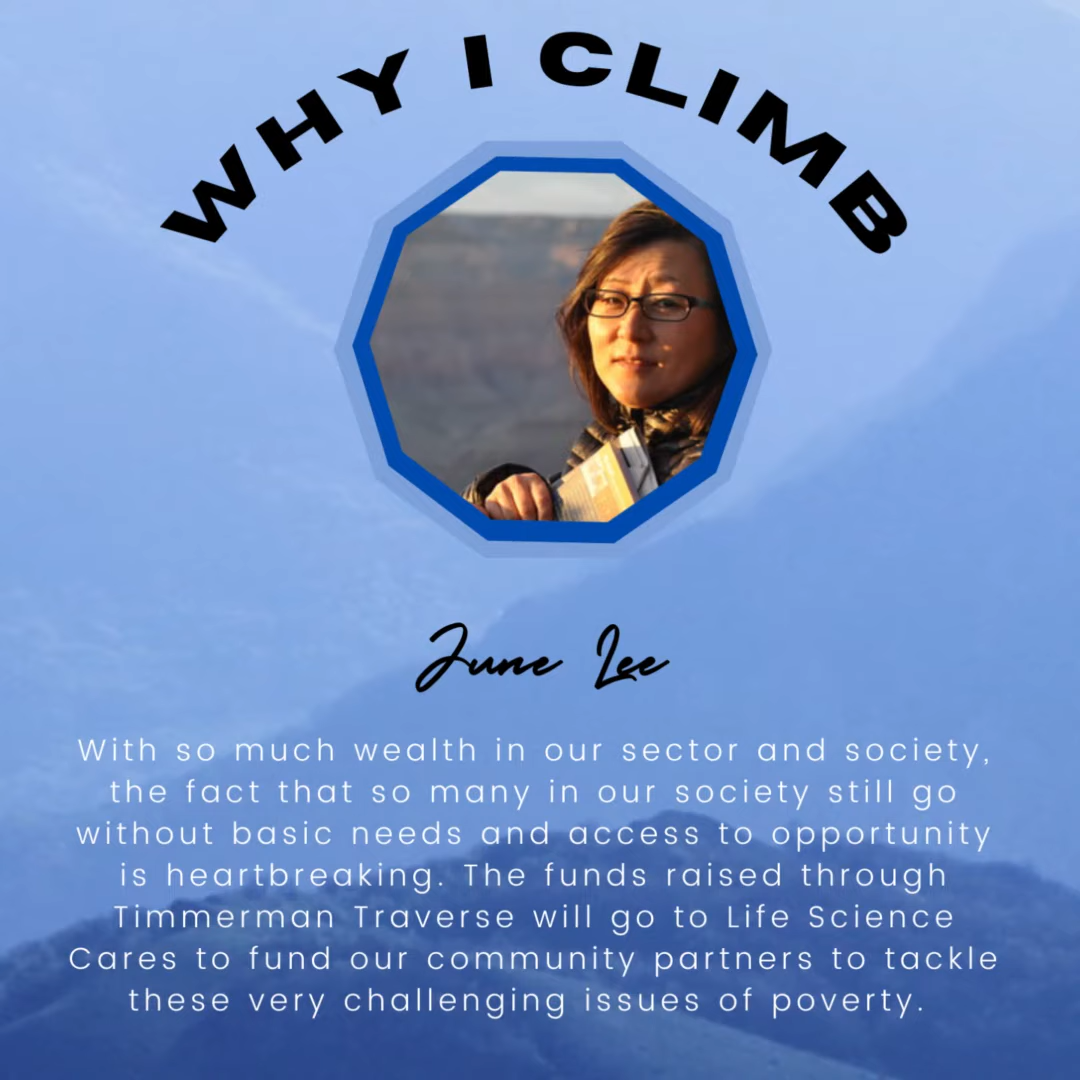 WHY I CLIMB
June Lee
With so much wealth in our sector and society,
the fact that so many in our society still go
without basic needs and access to opportunity
is heartbreaking. The funds raised through
Timmerman Traverse will go to Life Science
Cares to fund our community partners to tackle
these very challenging issues of poverty.